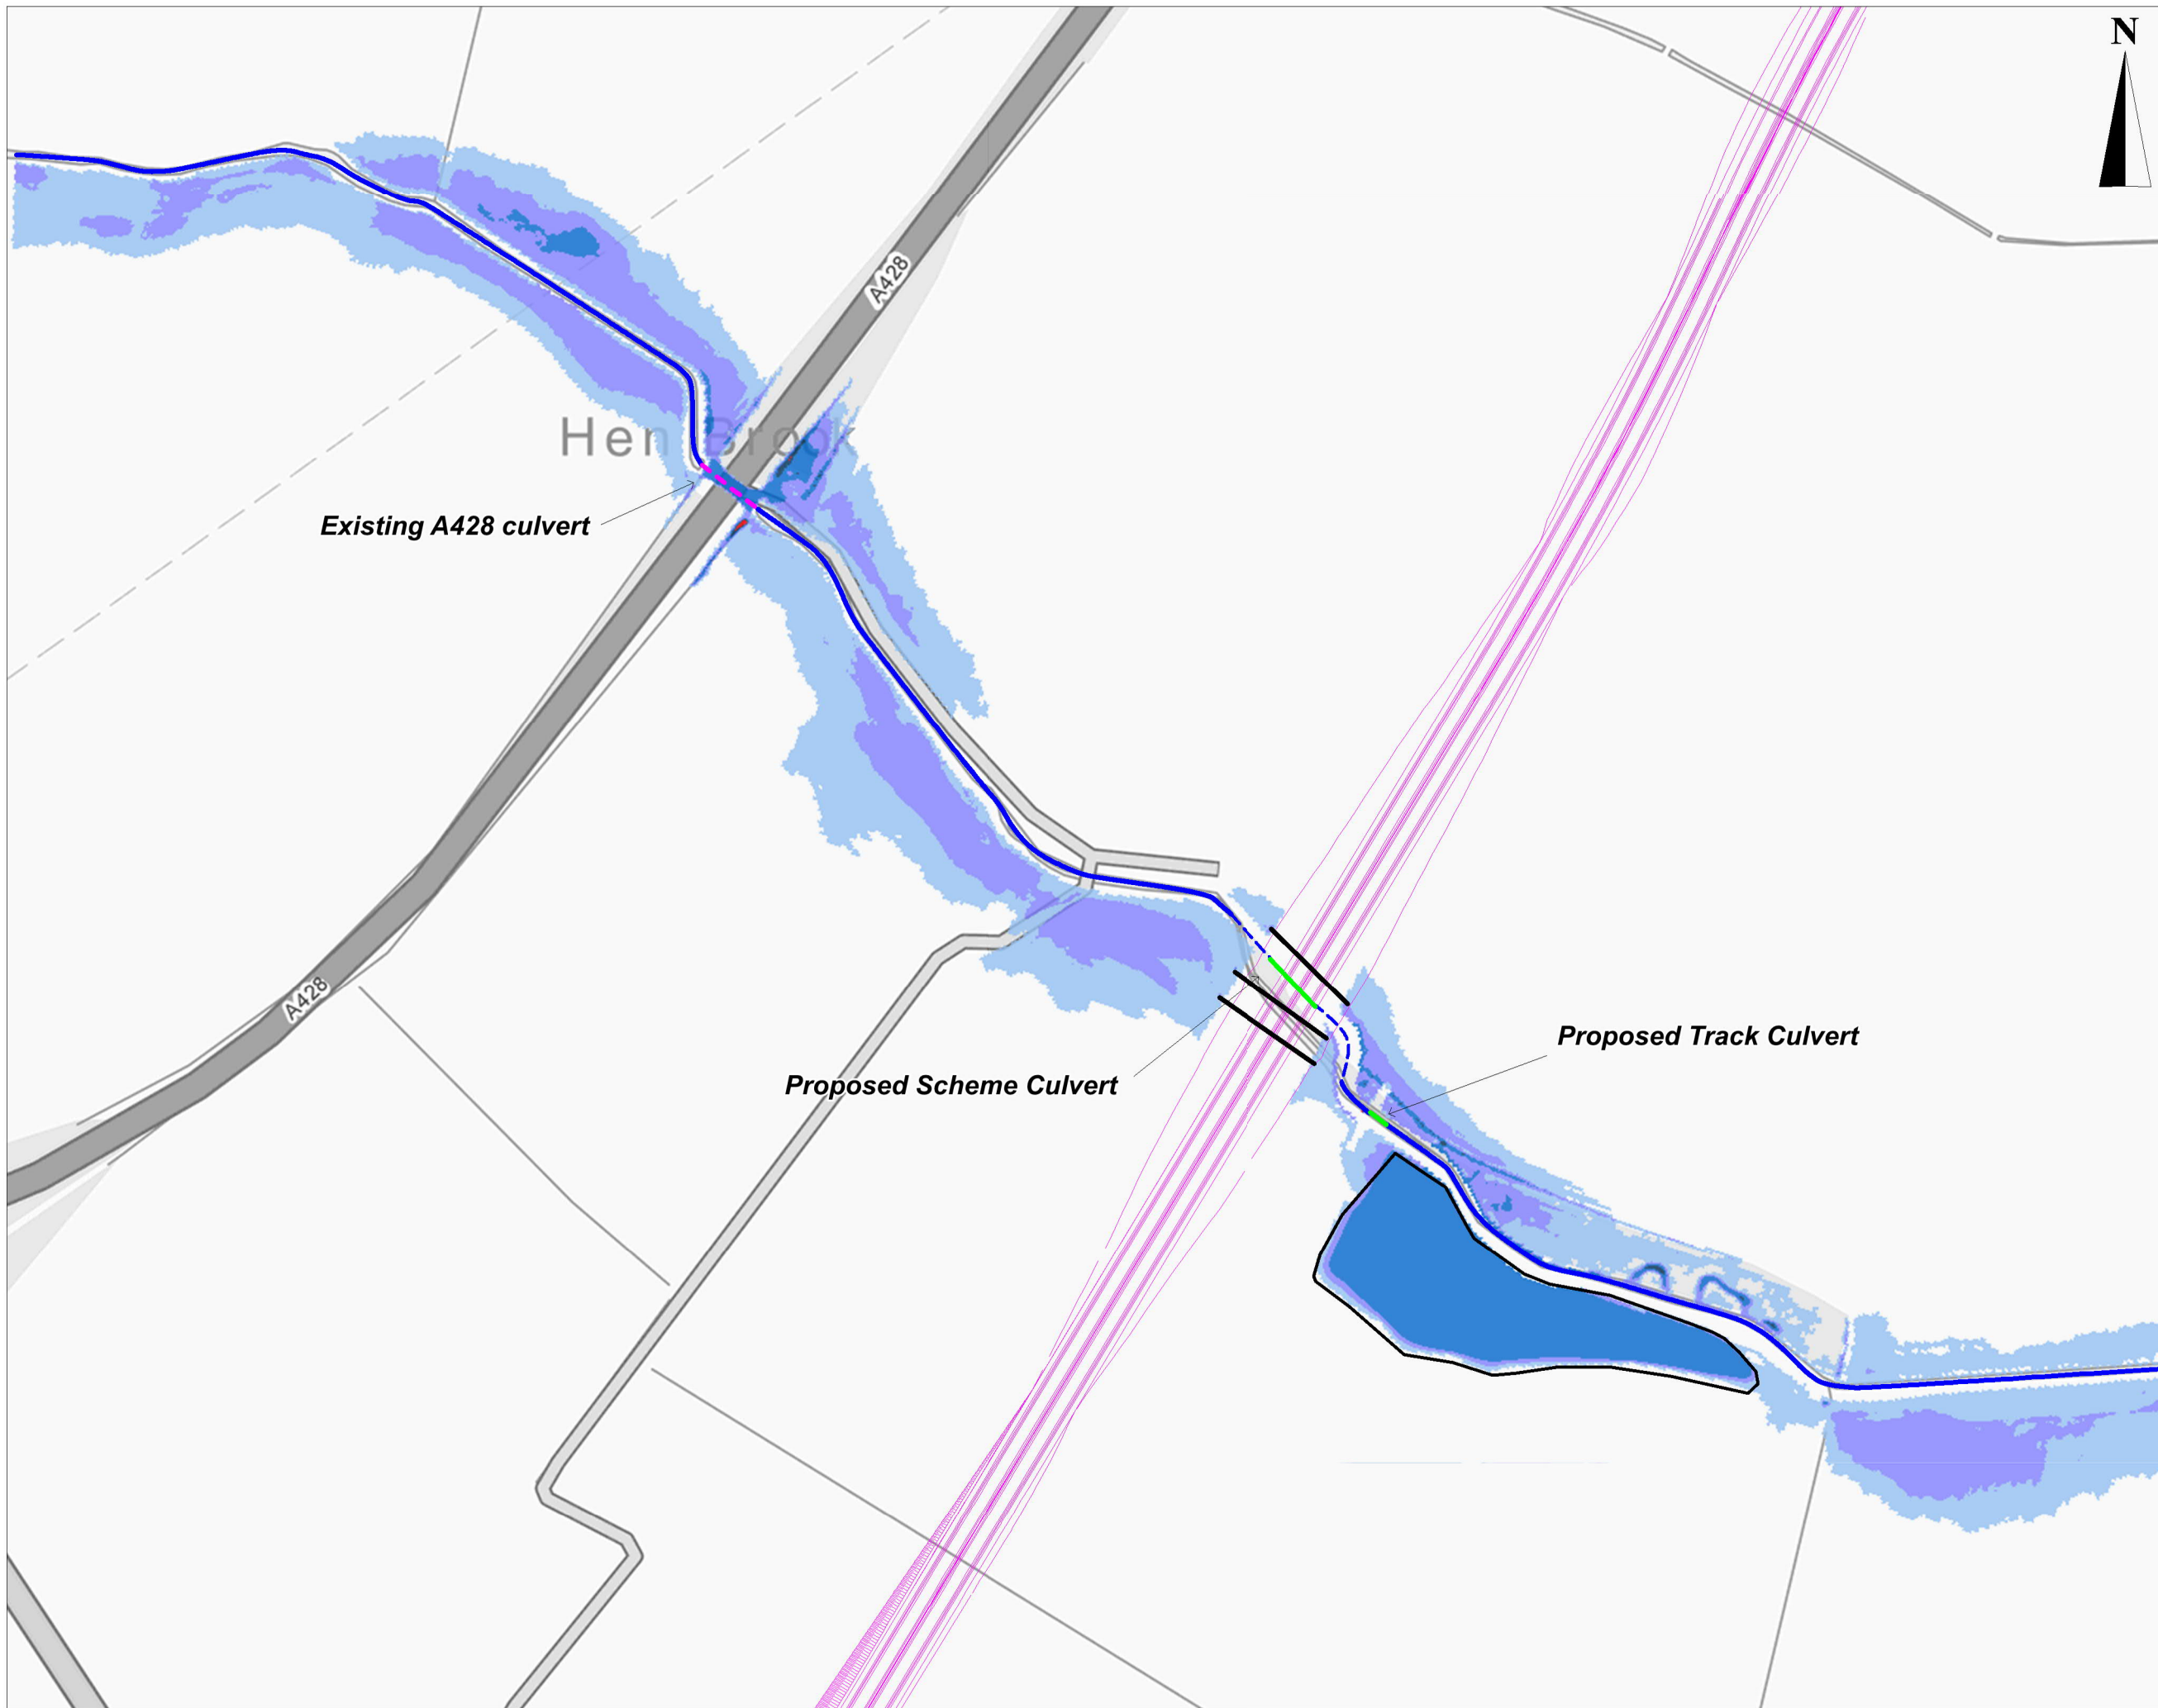 N
A428
Hen Brook
Existing A428 culvert
A428
Proposed Track Culvert
Proposed Scheme Culvert